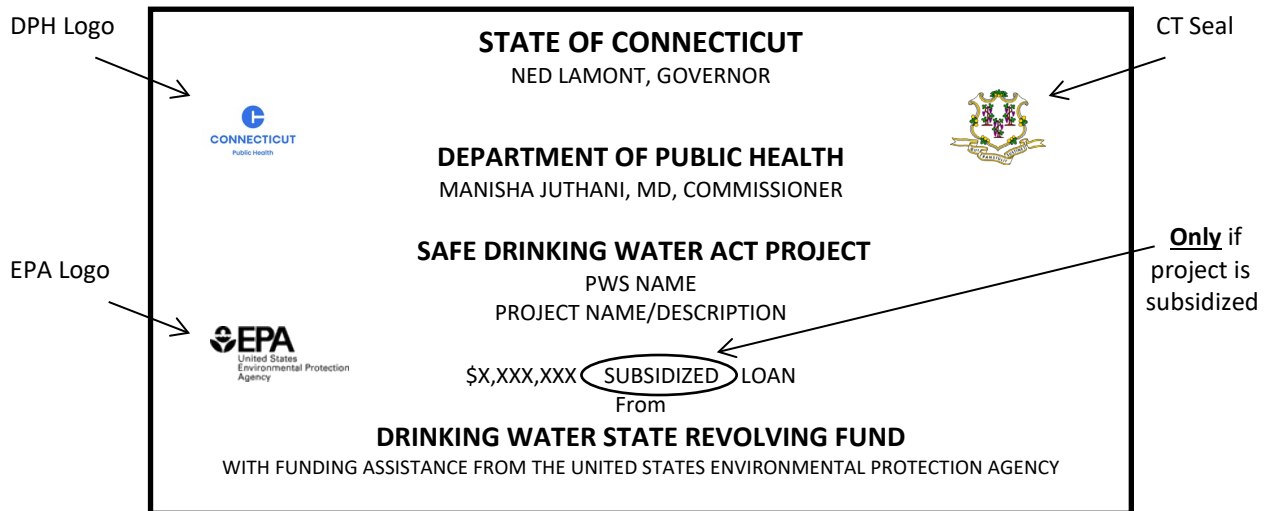 DPH Logo
CT Seal
STATE OF CONNECTICUT
NED LAMONT, GOVERNOR
CONNECTICUT
Public Health
DEPARTMENT OF PUBLIC HEALTH
MANISHA JUTHANI, MD, COMMISSIONER
EPA Logo
SAFE DRINKING WATER ACT PROJECT
PWS NAME
PROJECT NAME/DESCRIPTION
Only if
project is
subsidized
EPA
United States
Environmental Protection
Agency
$X,XXX,XXX SUBSIDIZED LOAN
From
DRINKING WATER STATE REVOLVING FUND
WITH FUNDING ASSISTANCE FROM THE UNITED STATES ENVIRONMENTAL PROTECTION AGENCY